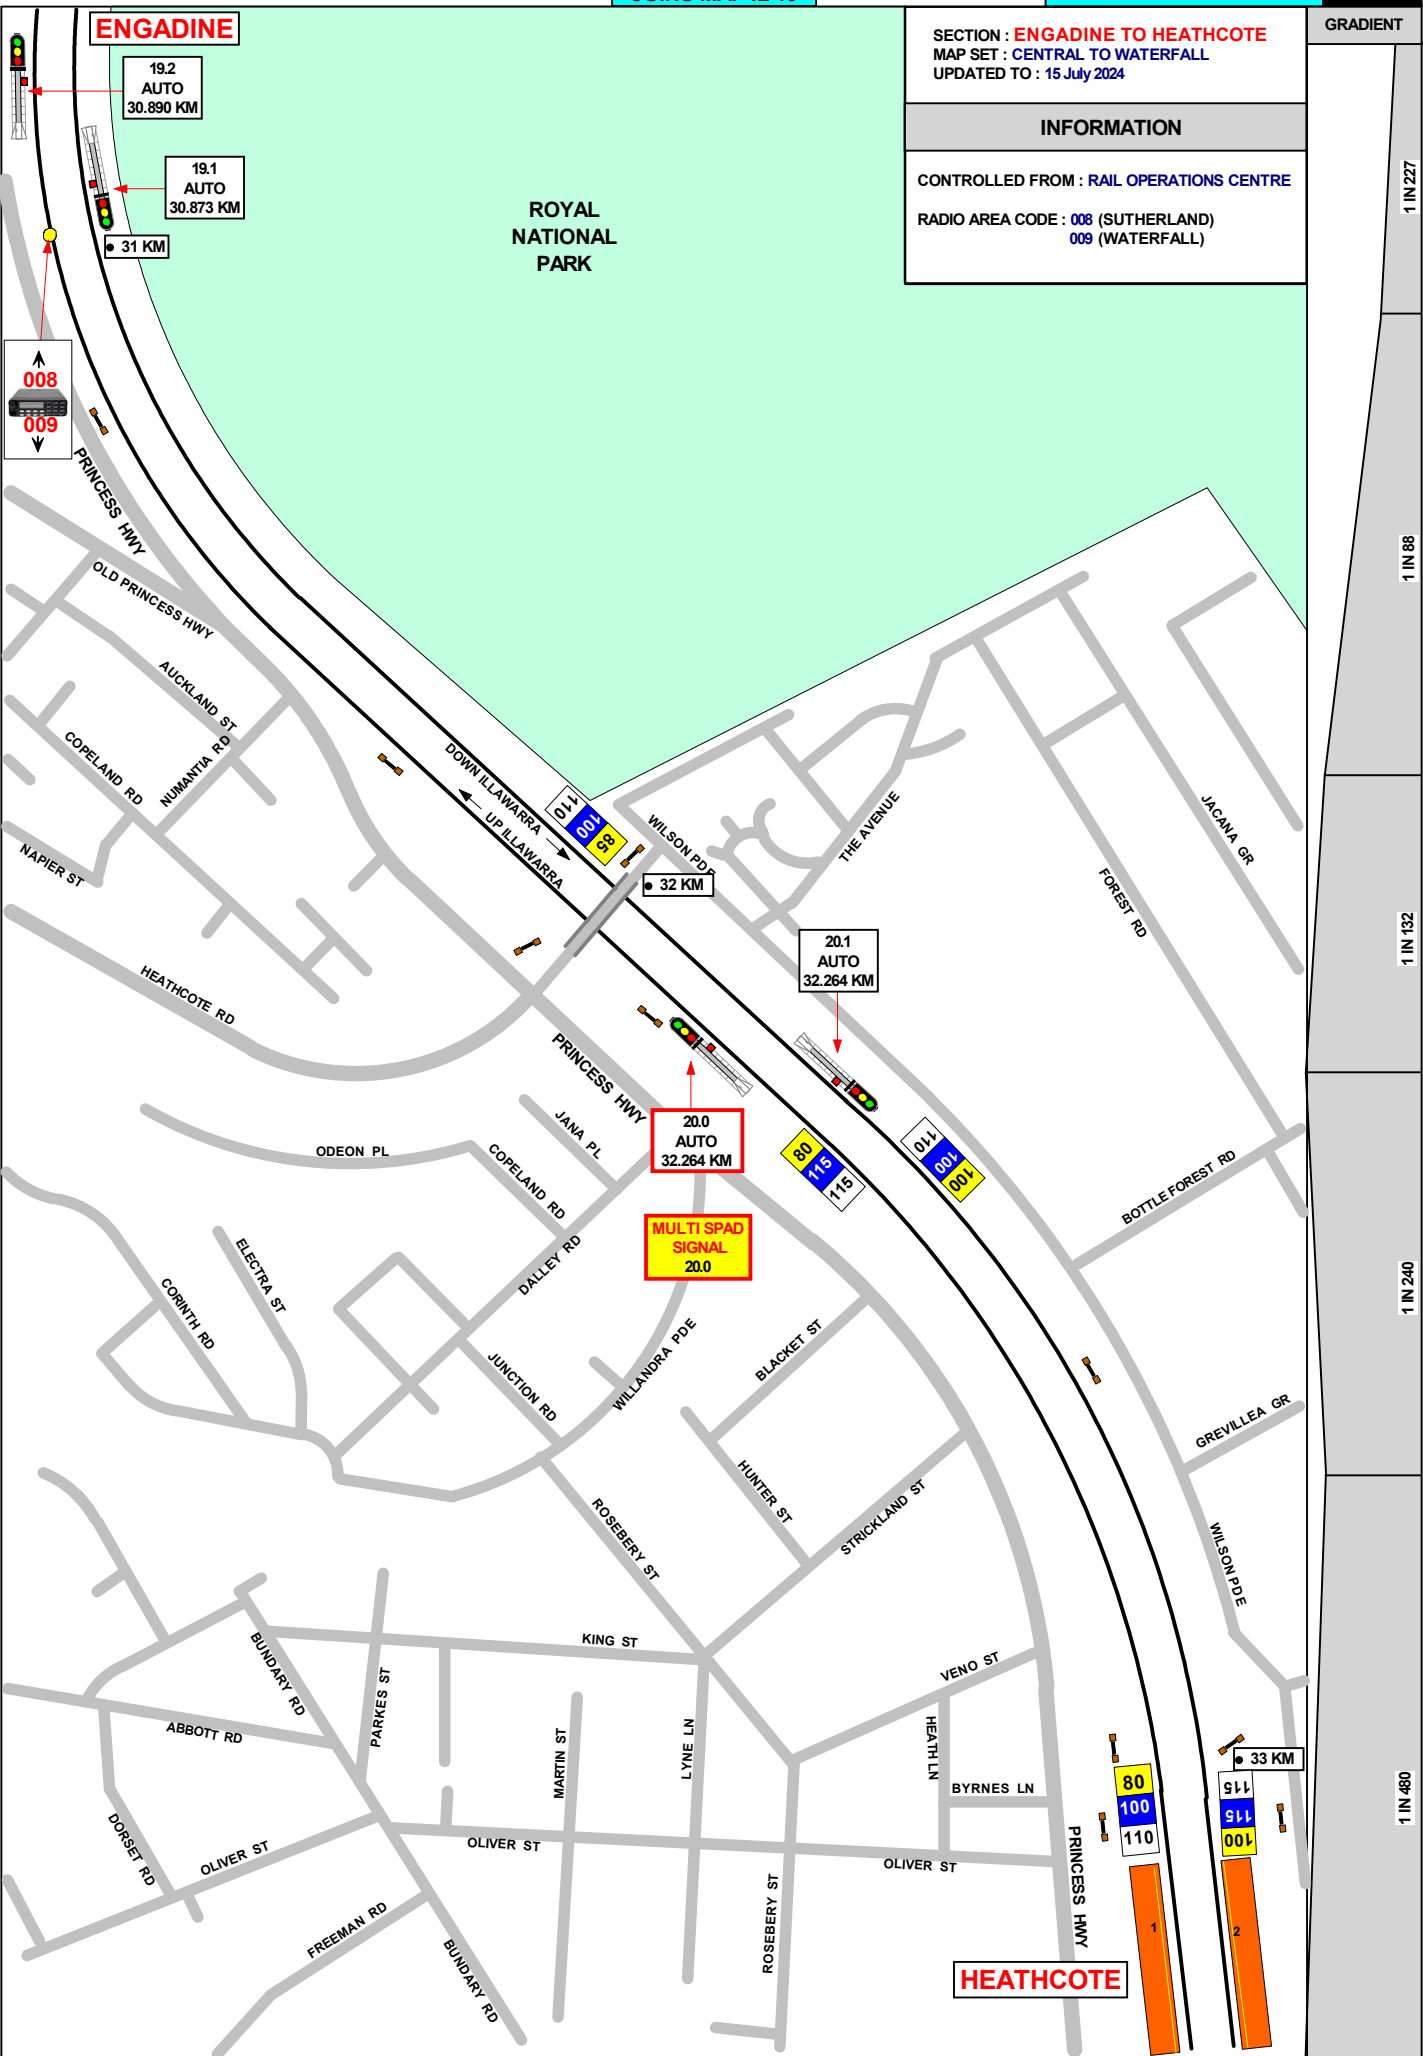 ENGADINE
SECTION : ENGADINE TO HEATHCOTE
MAP SET : CENTRAL TO WATERFALL
UPDATED TO : 15 July 2024
GRADIENT
INFORMATION
CONTROLLED FROM : RAIL OPERATIONS CENTRE
RADIO AREA CODE : 008 (SUTHERLAND)
009 (WATERFALL)
19.2
AUTO
30.890 KM
19.1
AUTO
30.873 KM
31 KM
ROYAL
NATIONAL
PARK
1 IN 227
008
009
PRINCESS HWY
OLD PRINCESS HWY
1 IN 88
AUCKLAND ST
COPELAND RD
NUMANTIA RD
NAPIER ST
DOWN ILLAWARRA
UP ILLAWARRA
110
100
85
WILSON PDE
THE AVENUE
JACANA GR
FOREST RD
32 KM
HEATHCOTE RD
20.1
AUTO
32.264 KM
1 IN 132
PRINCESS HWY
20.0
AUTO
32.264 KM
MULTI SPAD
SIGNAL
20.0
80
115
115
110
100
100
JANA PL
ODEON PL
COPELAND RD
DALLEY RD
BOTTLE FOREST RD
1 IN 240
ELECTRA ST
CORINTH RD
JUNCTION RD
WILLANDRA PDE
BLACKET ST
GREVILLEA GR
HUNTER ST
STRICKLAND ST
ROSEBERY ST
WILSON PDE
KING ST
BUNDARY RD
PARKES ST
ABBOTT RD
VENO ST
HEATH LN
MARTIN ST
LYNE LN
BYRNES LN
33 KM
80
100
110
115
115
100
1 IN 480
DORSET RD
OLIVER ST
OLIVER ST
OLIVER ST
FREEMAN RD
BUNDARY RD
ROSEBERY ST
PRINCESS HWY
1
2
HEATHCOTE